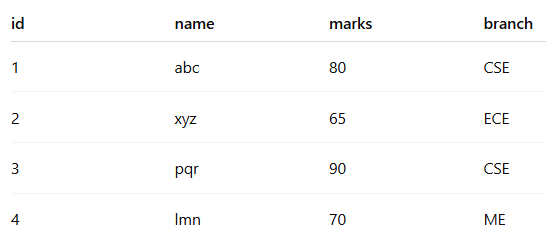 id name marks branch
1 abc 80 CSE
2 xyz 65 ECE
3 pqr 90 CSE
4 lmn 70 ME